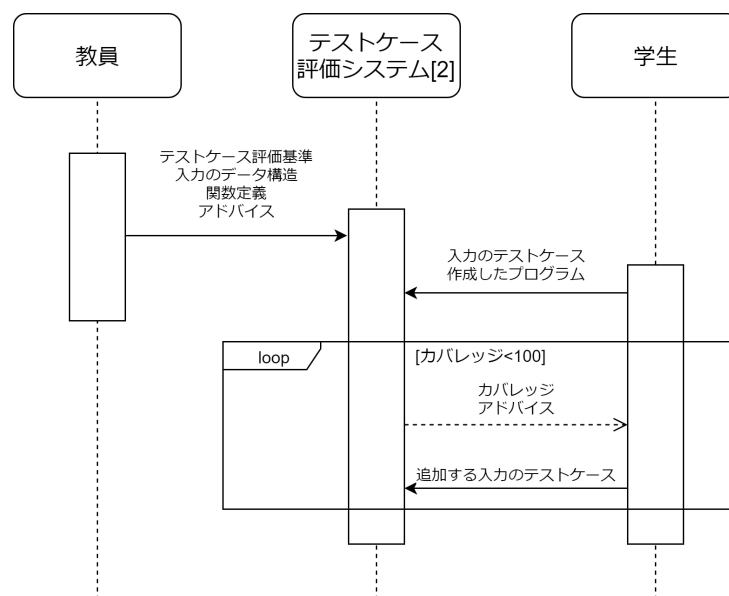 教員
テストケース
評価システム[2]
学生
テストケース評価基準
入力のデータ構造
関数定義
アドバイス
入力のテストケース
作成したプログラム
loop
[カバレッジ<100]
カバレッジ
アドバイス
追加する入力のテストケース